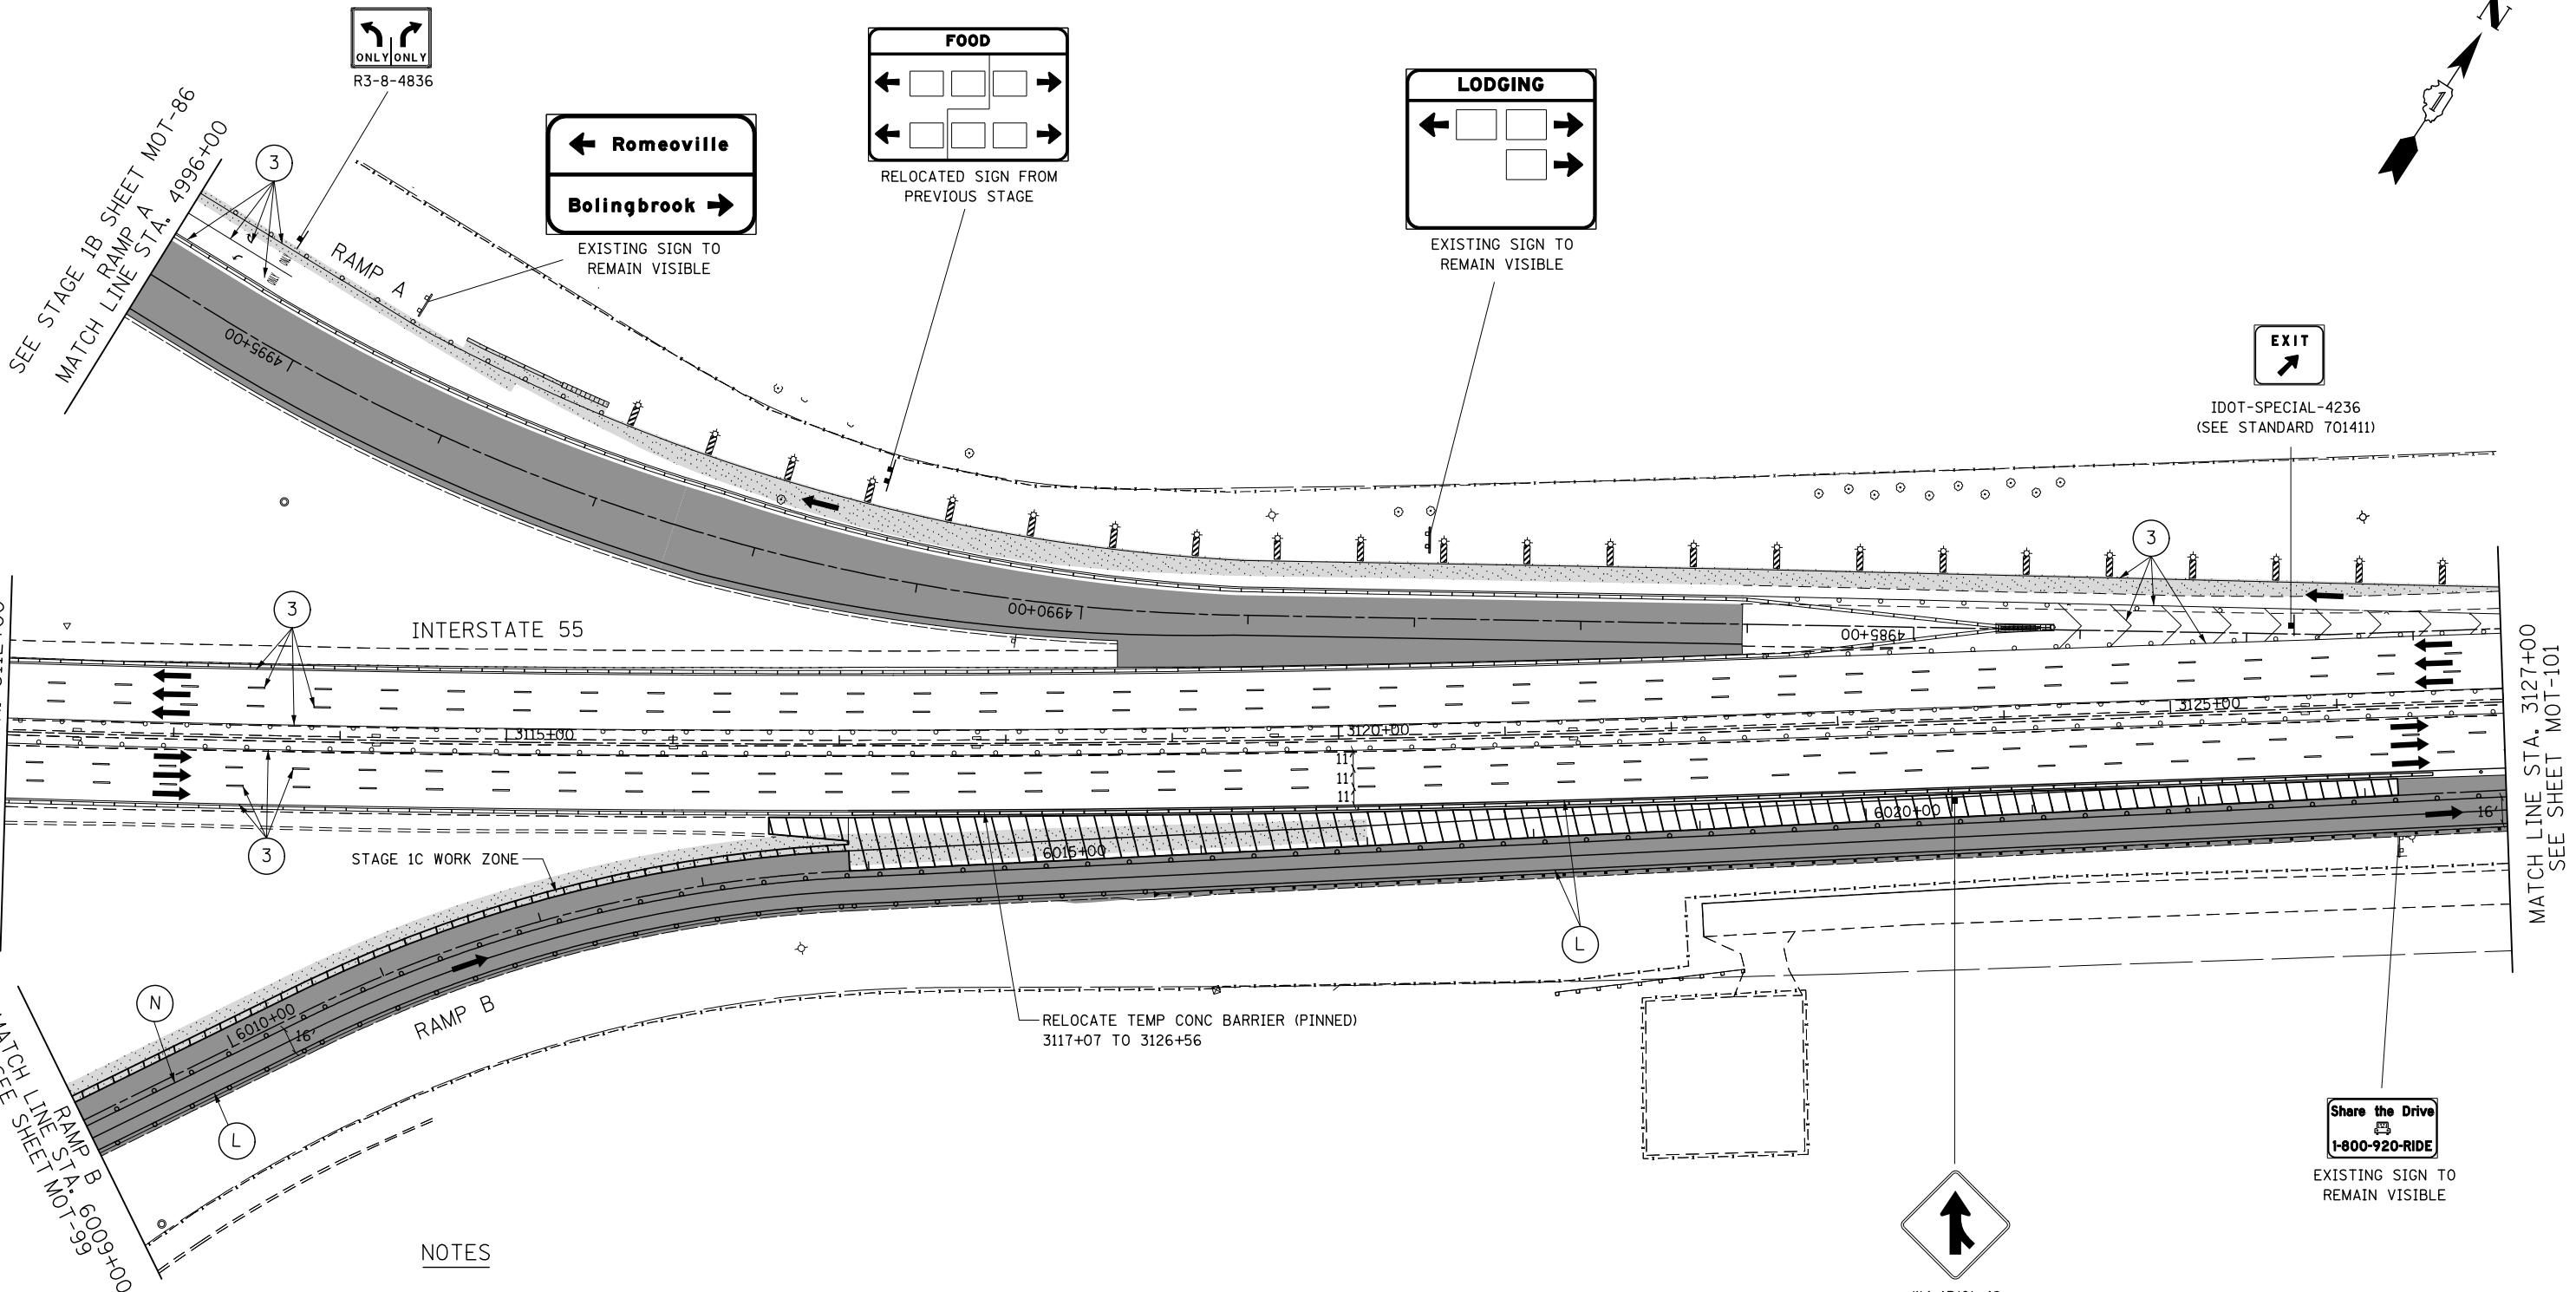 ONLY ONLY
R3-8-4836
SEE STAGE 1B SHEET MOT-86
RAMP A
MATCH LINE STA. 4996+00
3
RAMP A
Romeoville
Bolingbrook
EXISTING SIGN TO
REMAIN VISIBLE
FOOD
RELOCATED SIGN FROM
PREVIOUS STAGE
LODGING
EXISTING SIGN TO
REMAIN VISIBLE
N
1
EXIT
IDOT-SPECIAL-4236
(SEE STANDARD 701411)
4995+00
4990+00
4985+00
3
3
INTERSTATE 55
3115+00
3120+00
3125+00
11'
11'
11'
3
STAGE 1C WORK ZONE
6015+00
6020+00
16'
MATCH LINE STA. 3127+00
SEE SHEET MOT-101
N
6010+00
16'
RAMP B
L
L
RELOCATE TEMP CONC BARRIER (PINNED)
3117+07 TO 3126+56
RAMP B
MATCH LINE STA. 6009+00
SEE SHEET MOT-99
Share the Drive
1-800-920-RIDE
EXISTING SIGN TO
REMAIN VISIBLE
NOTES